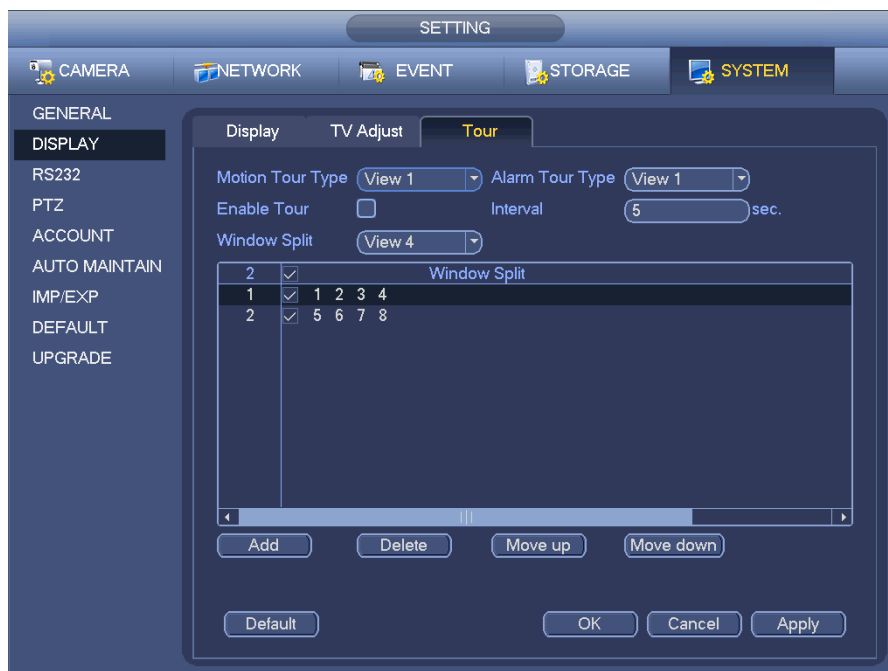 SETTING
CAMERA NETWORK EVENT STORAGE SYSTEM
GENERAL
DISPLAY
RS232
PTZ
ACCOUNT
AUTO MAINTAIN
IMP/EXP
DEFAULT
UPGRADE
Display TV Adjust Tour
Motion Tour Type View 1 Alarm Tour Type View 1
Enable Tour Interval 5 sec.
Window Split View 4
2 Window Split
1 1 2 3 4
2 5 6 7 8
Add Delete Move up Move down
Default OK Cancel Apply